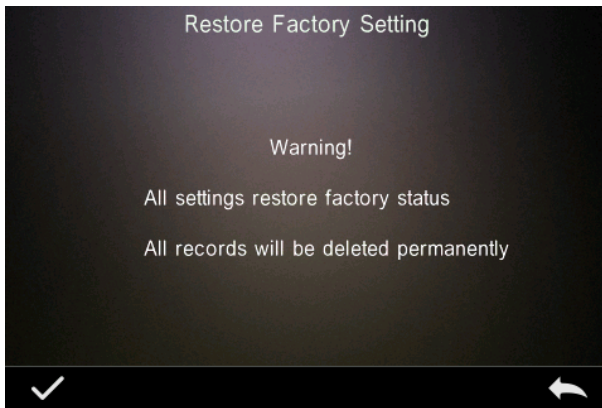 Restore Factory Setting
Warning!
All settings restore factory status
All records will be deleted permanently